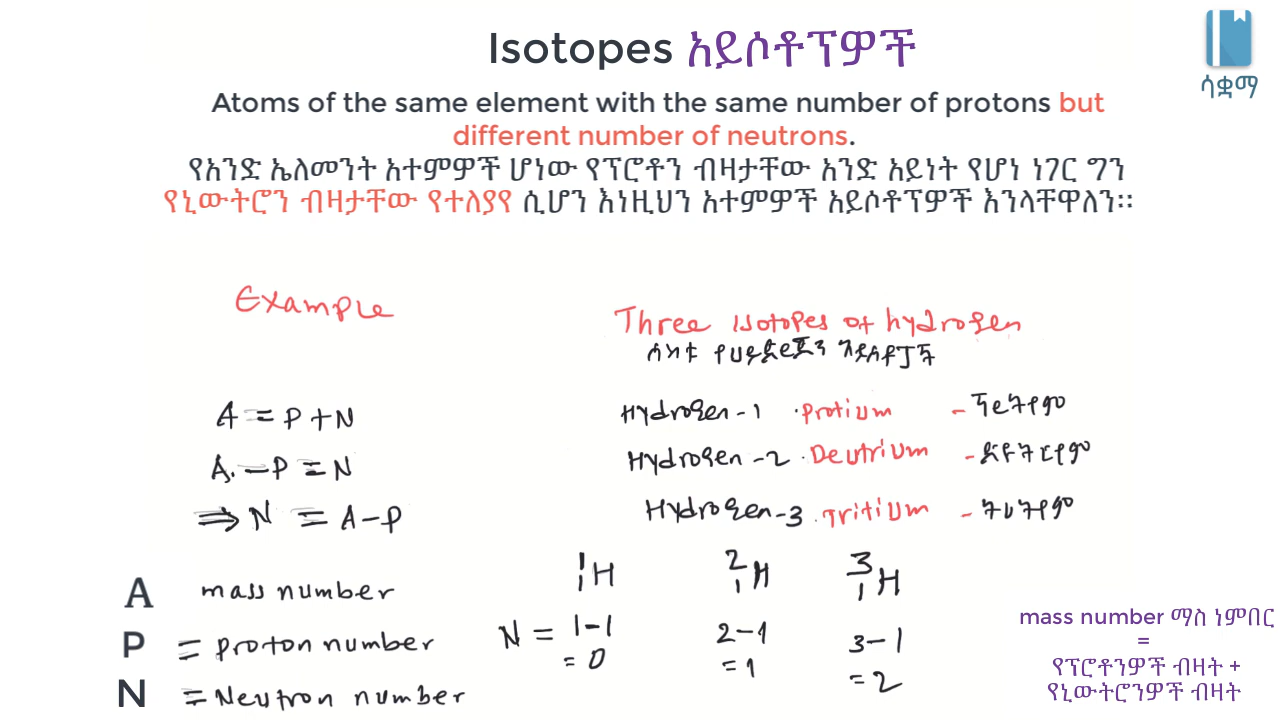 Isotopes አይሶቶፕዎች
ሳቋማ
Atoms of the same element with the same number of protons but
different number of neutrons.
የአንድ ኤለመንት አተምዎች ሆነው የፕሮቶን ብዛታቸው አንድ አይነት የሆነ ነገር ግን
የኒውትሮን ብዛታቸው የተለያየ ሲሆን እነዚህን አተምዎች አይሶቶፕዎች እንላቸዋለን፡፡
Example
A = P + N
A. - P = N
⇒ N = A - P
A mass number
P = proton number
N = Neutron number
Three isotopes of hydrogen
ሶስቱ የሀይድሮጅን
Hydrogen - 1 . Protium -
Hydrogen - 2 . Deutrium -
Hydrogen - 3 . Tritium -
¹₁H ²₁H ³₁H
N = 1-1 2-1 3-1
= 0 = 1 = 2
mass number ማስ ነምበር
=
የፕሮቶንዎች ብዛት +
የኒውትሮንዎች ብዛት